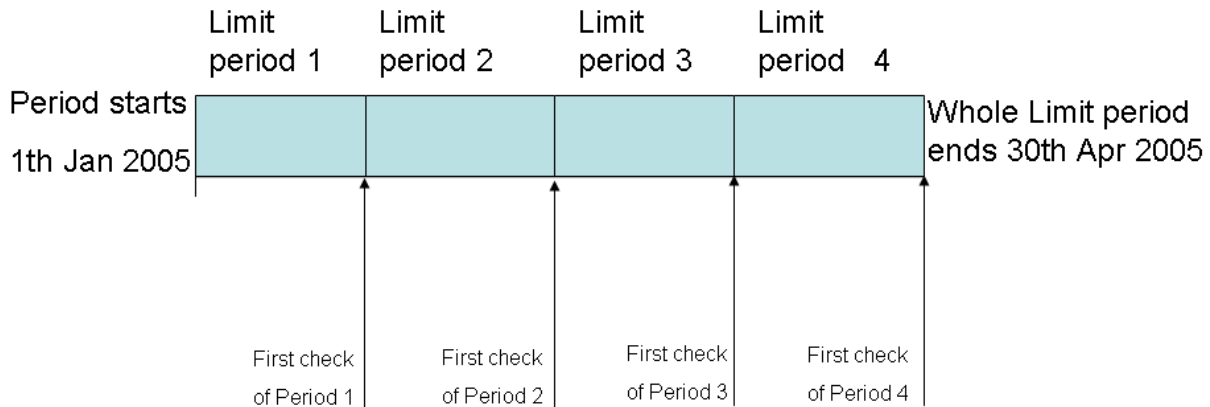 Limit
period 1
Limit
period 2
Limit
period 3
Limit
period 4
Period starts
1th Jan 2005
Whole Limit period
ends 30th Apr 2005
First check
of Period 1
First check
of Period 2
First check
of Period 3
First check
of Period 4